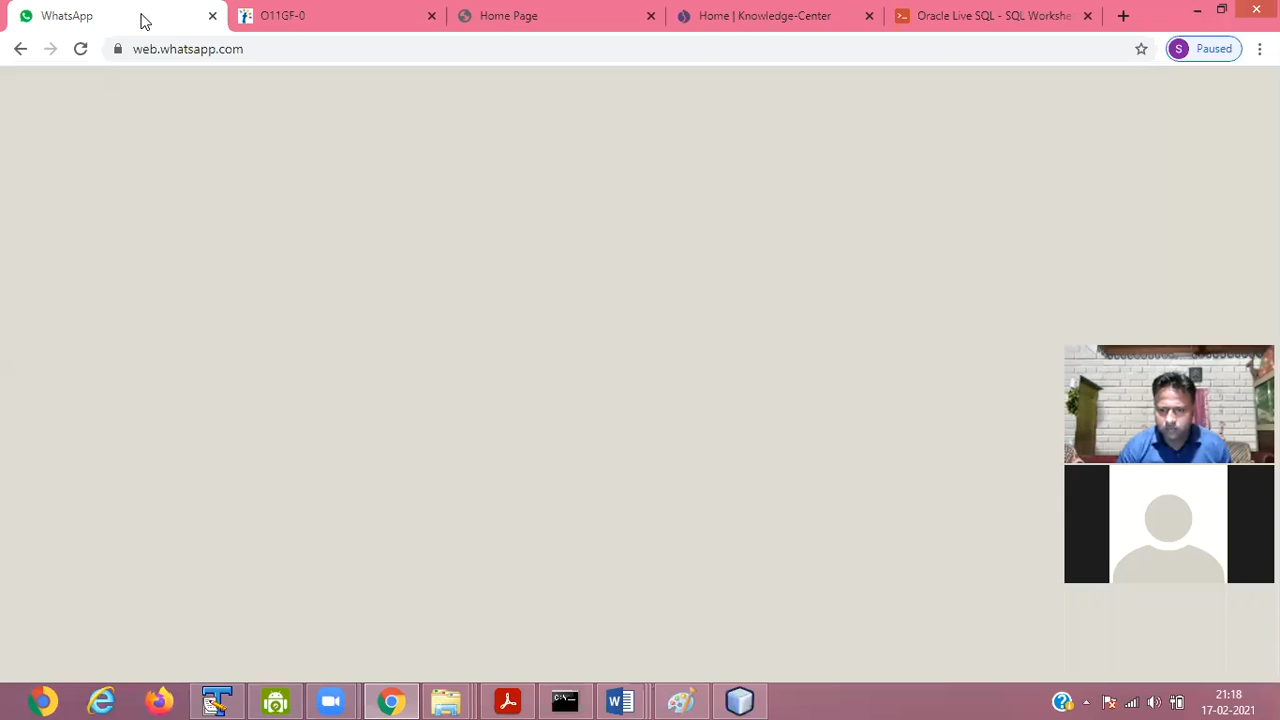 WhatsApp
O11GF-0
Home Page
Home | Knowledge-Center
Oracle Live SQL - SQL Workshe
web.whatsapp.com
S
Paused
21:18
17-02-2021